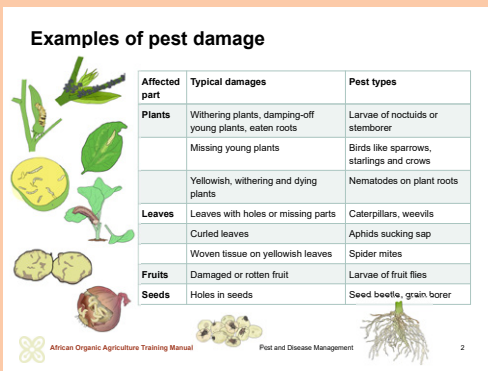 Examples of pest damage
Affected part Typical damages Pest types
Plants Withering plants, damping-off young plants, eaten roots Larvae of noctuids or stemborer
Missing young plants Birds like sparrows, starlings and crows
Yellowish, withering and dying plants Nematodes on plant roots
Leaves Leaves with holes or missing parts Caterpillars, weevils
Curled leaves Aphids sucking sap
Woven tissue on yellowish leaves Spider mites
Fruits Damaged or rotten fruit Larvae of fruit flies
Seeds Holes in seeds Seed beetle, grain borer
African Organic Agriculture Training Manual Pest and Disease Management 2